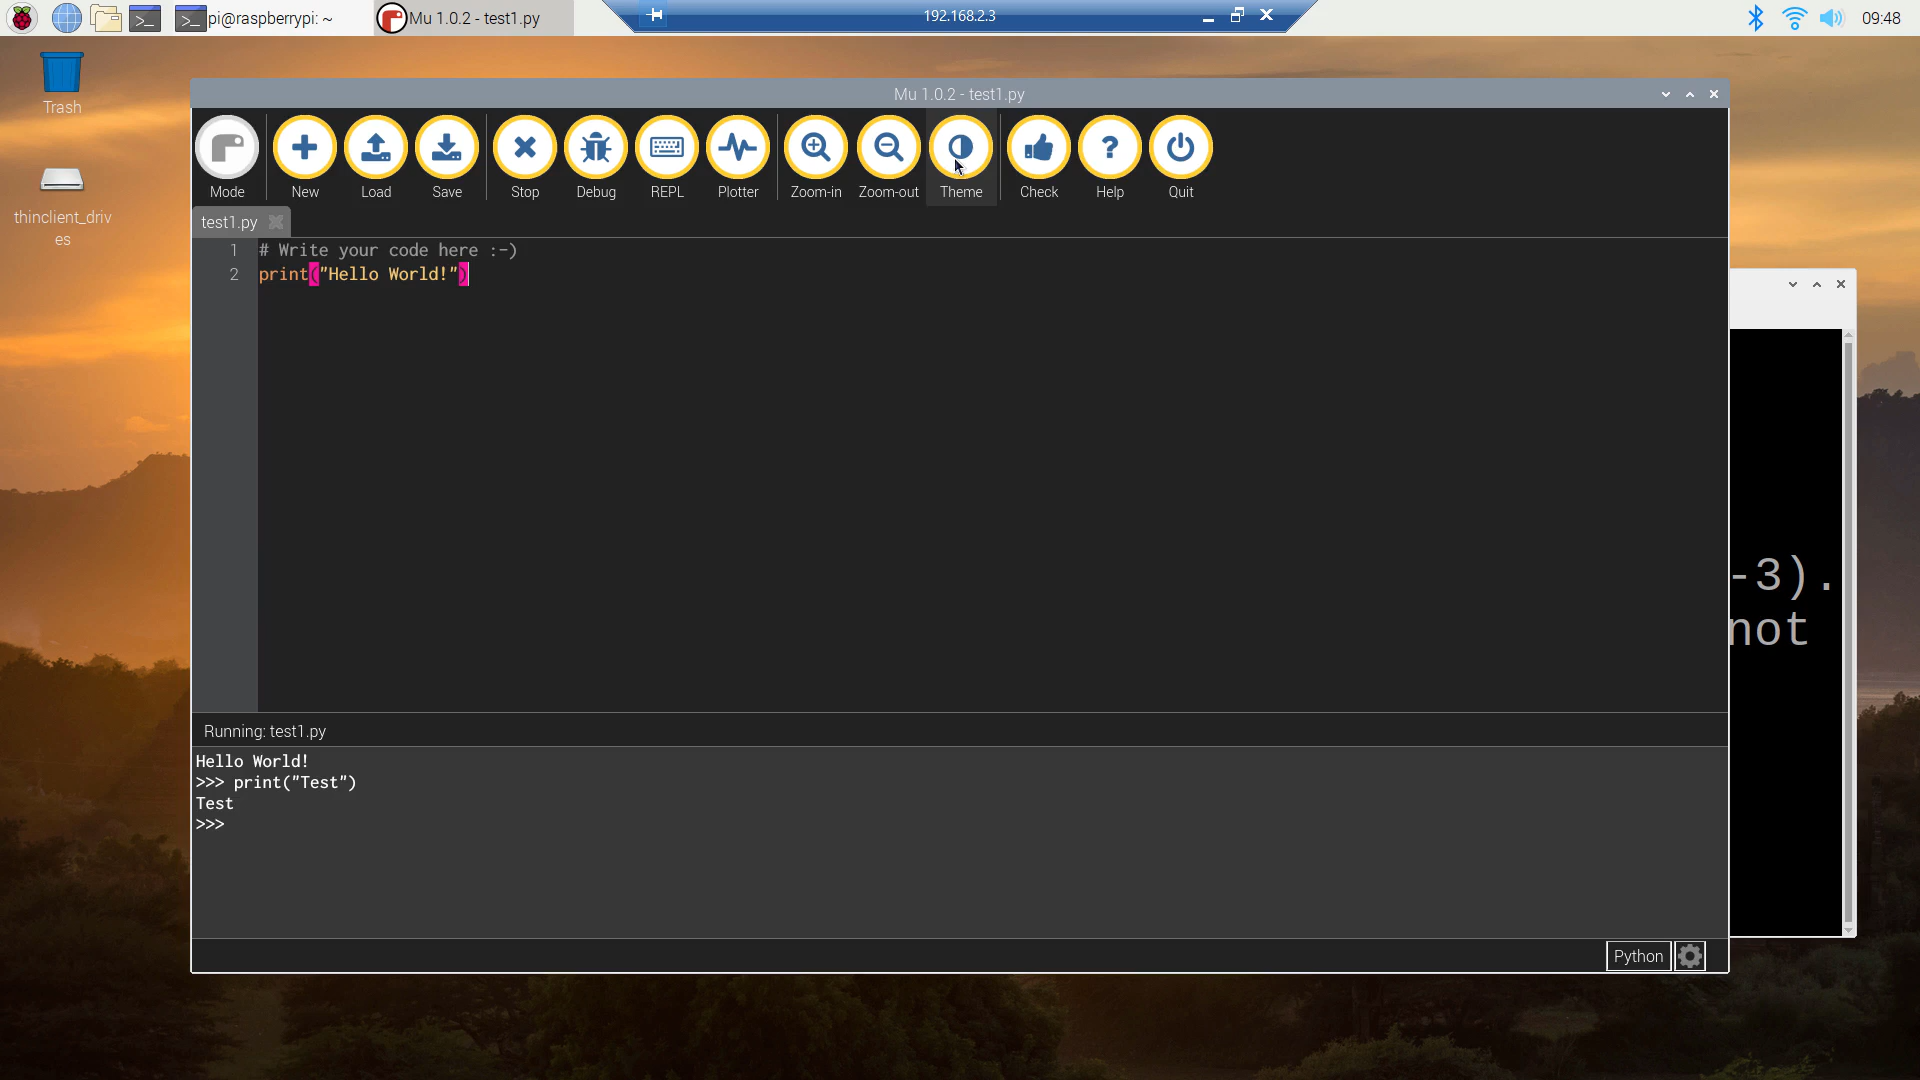 pi@raspberrypi: ~
Mu 1.0.2 - test1.py
192.168.2.3
09:48
Trash
thinclient_driv
es
Mu 1.0.2 - test1.py
Mode
New
Load
Save
Stop
Debug
REPL
Plotter
Zoom-in
Zoom-out
Theme
Check
Help
Quit
test1.py
1 # Write your code here :-)
2 print("Hello World!")
-3).
not
Running: test1.py
Hello World!
>>> print("Test")
Test
>>>
Python